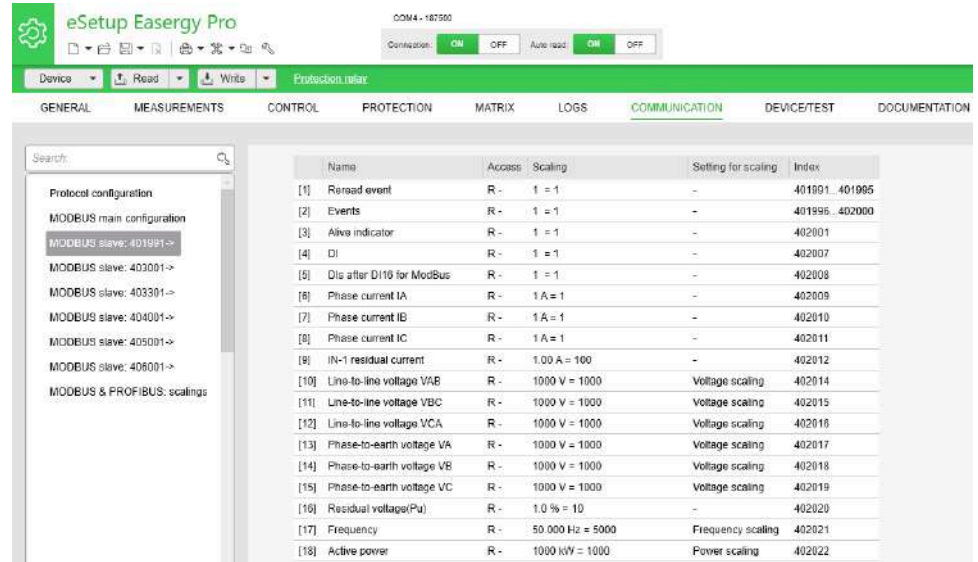 eSetup Easergy Pro
COM4 - 187500
Connection: ON OFF Auto read: ON OFF
Device Read Write Protection relay
GENERAL MEASUREMENTS CONTROL PROTECTION MATRIX LOGS COMMUNICATION DEVICE/TEST DOCUMENTATION
Search:
Protocol configuration
MODBUS main configuration
MODBUS slave: 401991->
MODBUS slave: 403001->
MODBUS slave: 403301->
MODBUS slave: 404001->
MODBUS slave: 405001->
MODBUS slave: 406001->
MODBUS & PROFIBUS: scalings
Name Access Scaling Setting for scaling Index
[1] Reread event R - 1 = 1 - 401991...401995
[2] Events R - 1 = 1 - 401996...402000
[3] Alive indicator R - 1 = 1 - 402001
[4] DI R - 1 = 1 - 402007
[5] DIs after DI16 for ModBus R - 1 = 1 - 402008
[6] Phase current IA R - 1 A = 1 - 402009
[7] Phase current IB R - 1 A = 1 - 402010
[8] Phase current IC R - 1 A = 1 - 402011
[9] IN-1 residual current R - 1.00 A = 100 - 402012
[10] Line-to-line voltage VAB R - 1000 V = 1000 Voltage scaling 402014
[11] Line-to-line voltage VBC R - 1000 V = 1000 Voltage scaling 402015
[12] Line-to-line voltage VCA R - 1000 V = 1000 Voltage scaling 402016
[13] Phase-to-earth voltage VA R - 1000 V = 1000 Voltage scaling 402017
[14] Phase-to-earth voltage VB R - 1000 V = 1000 Voltage scaling 402018
[15] Phase-to-earth voltage VC R - 1000 V = 1000 Voltage scaling 402019
[16] Residual voltage(Pu) R - 1.0 % = 10 - 402020
[17] Frequency R - 50.000 Hz = 5000 Frequency scaling 402021
[18] Active power R - 1000 kW = 1000 Power scaling 402022